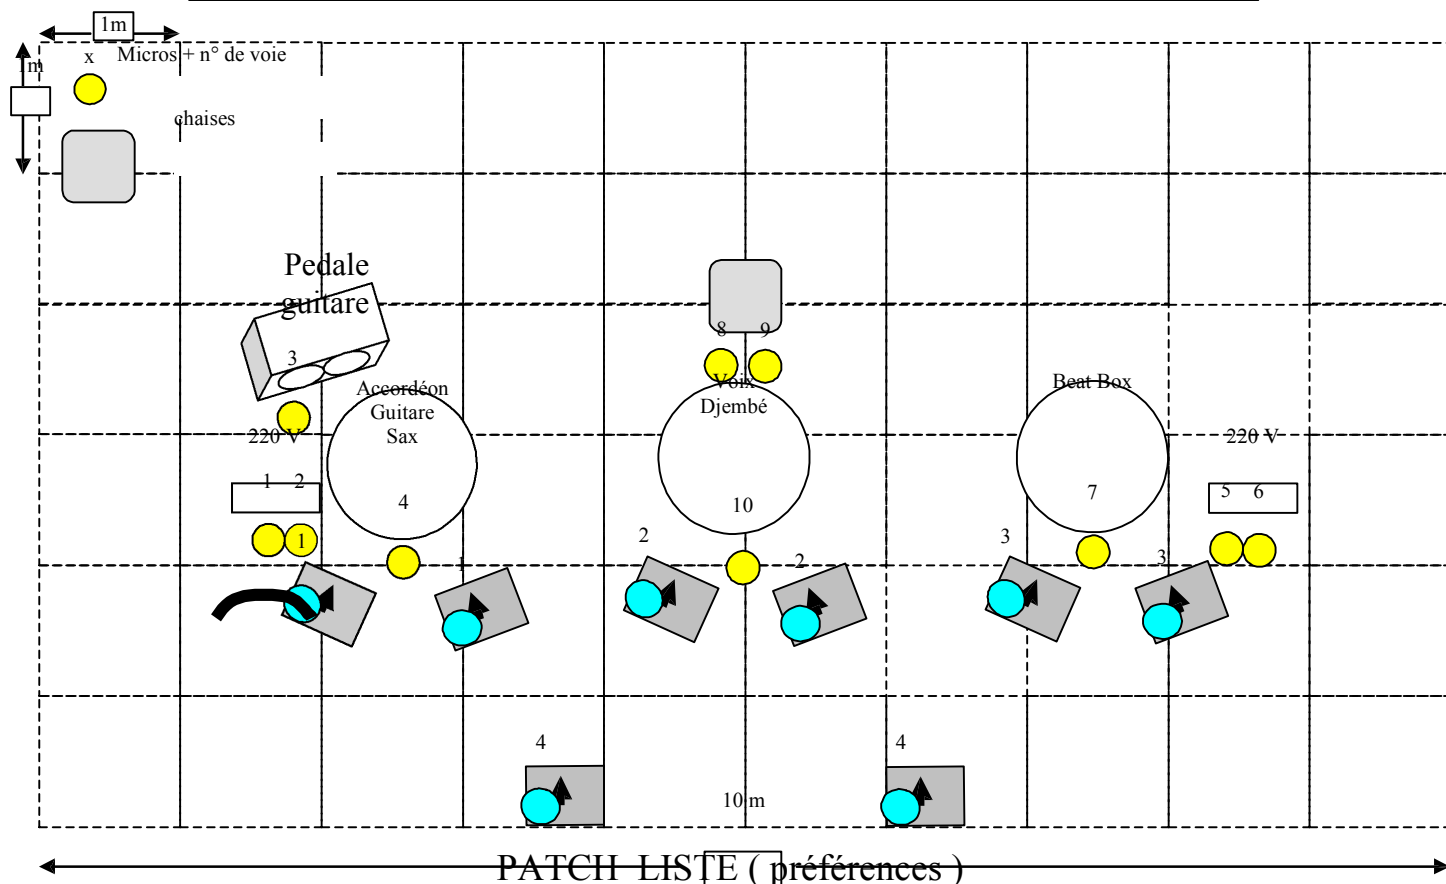 1m
1m
x
Micros + n° de voie
chaises
Pedale
guitare
3
8 9
Accordéon
Guitare
Sax
Voix
Djembé
Beat Box
220 V
220 V
1 2
4
10
7
5 6
1
1
2
2
3
3
4
4
10 m
PATCH LISTE ( préférences )